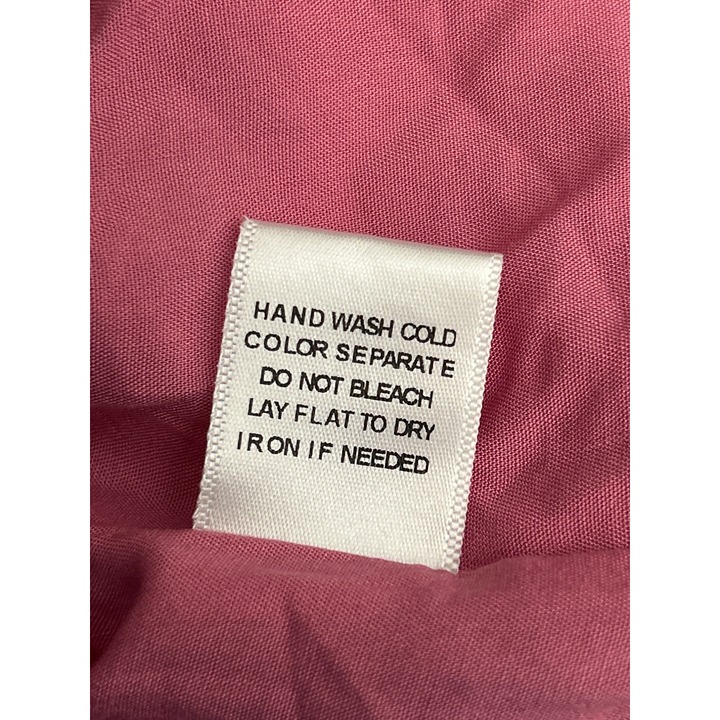 HAND WASH COLD
COLOR SEPARATE
DO NOT BLEACH
LAY FLAT TO DRY
IRON IF NEEDED